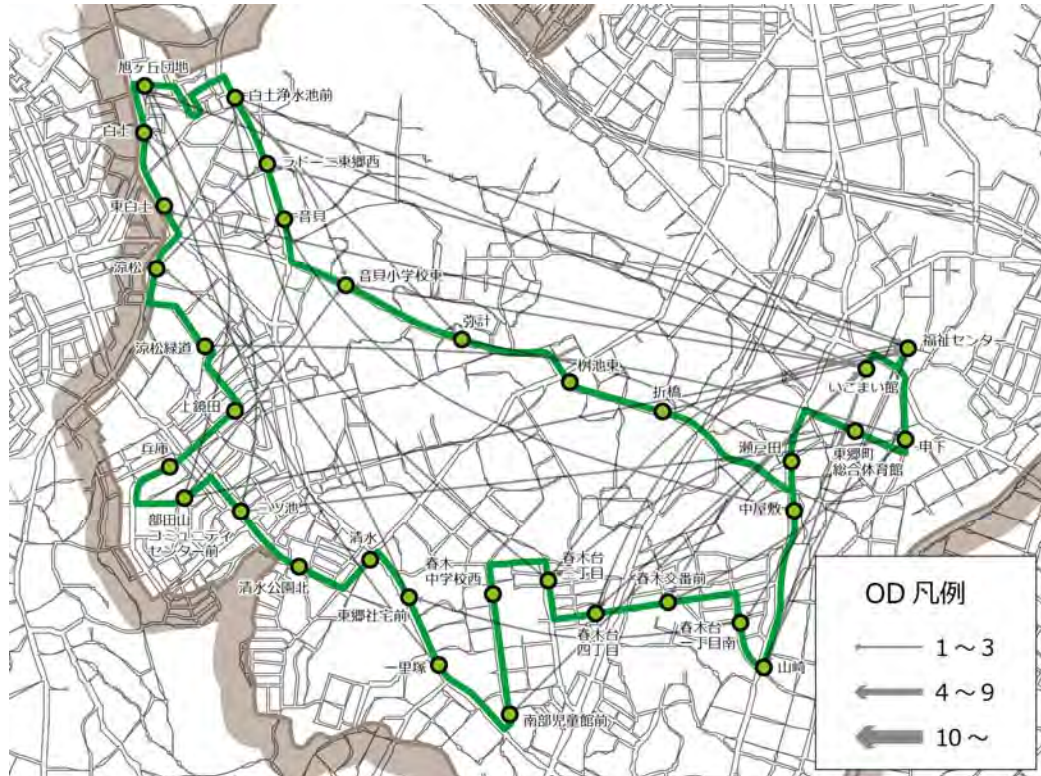 旭ヶ丘団地
白土浄水池前
白土
ラドーニ東郷西
東白土
音貝
涼松
音貝小学校東
弥計
涼松緑道
福祉センター
いこまい館
桝池東
上鏡田
折橋
瀬戸田
東郷町
総合体育館
申下
兵庫
部田山
コミュニティ
センター前
二ツ池
中屋敷
清水
清水公園北
春木
中学校西
春木台
二丁目
春木交番前
東郷社宅前
春木台
四丁目
春木台
一丁目南
一里塚
山崎
南部児童館前
OD 凡例
1～3
4～9
10～